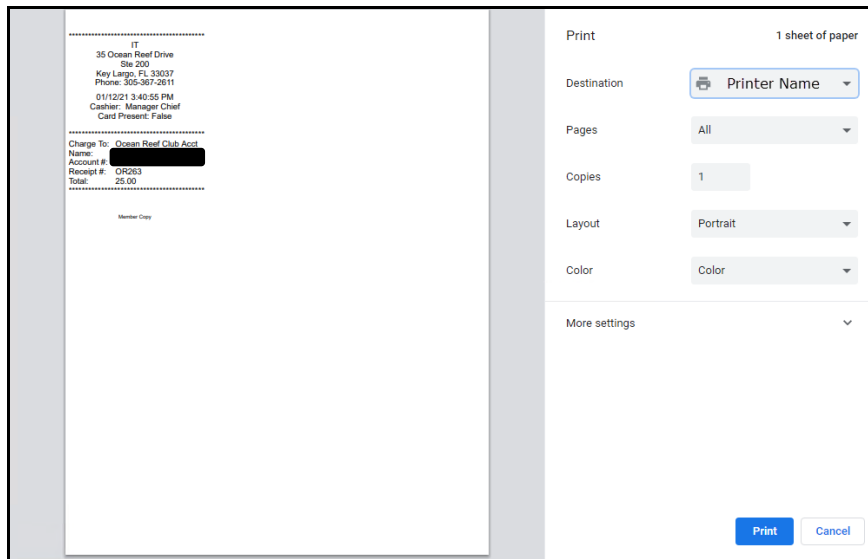 ******************************************
IT
35 Ocean Reef Drive
Ste 200
Key Largo, FL 33037
Phone: 305-367-2611
01/12/21 3:40:55 PM
Cashier: Manager Chief
Card Present: False
******************************************
Charge To: Ocean Reef Club Acct
Name:
Account #:
Receipt #: OR263
Total: 25.00
******************************************
Member Copy
Print 1 sheet of paper
Destination Printer Name
Pages All
Copies 1
Layout Portrait
Color Color
More settings
Print Cancel